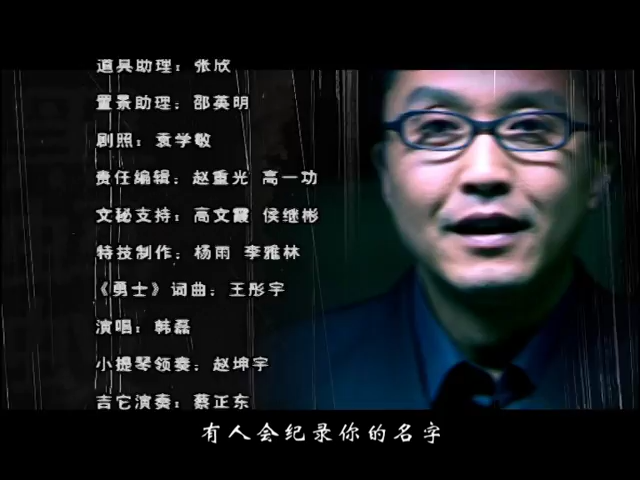 道具助理：张欣
置景助理：邵英明
剧照：袁学敏
责任编辑：赵重光 高一功
文秘支持：高文霞 侯继彬
特技制作：杨雨 李雅林
《勇士》词曲：王彤宇
演唱：韩磊
小提琴领奏：赵坤宇
吉它演奏：蔡正东
有人会纪录你的名字